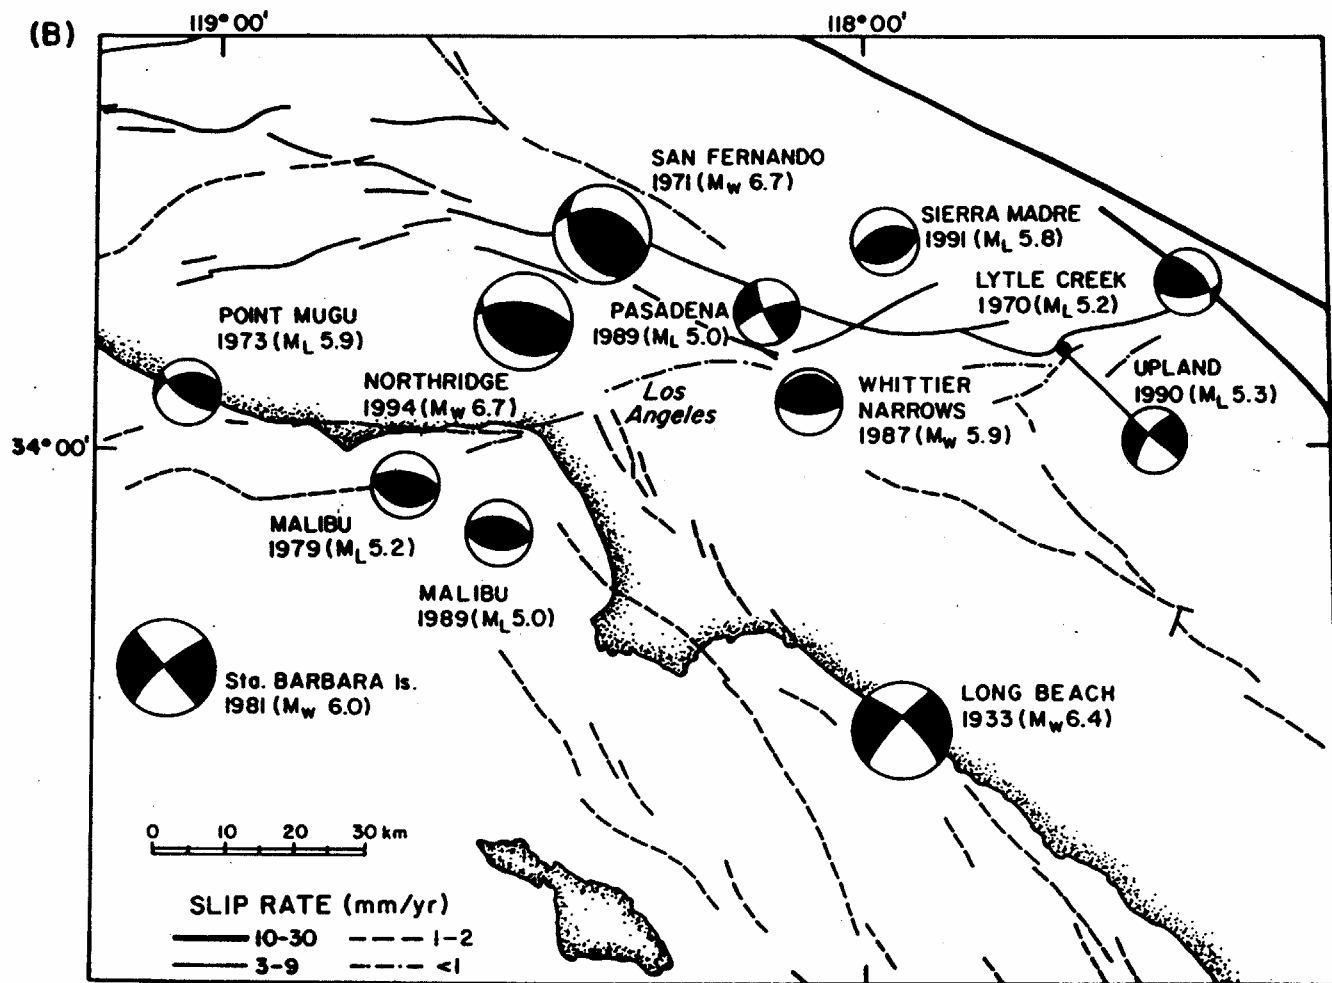 (B)
119° 00'
118° 00'
SAN FERNANDO
1971 (Mw 6.7)
SIERRA MADRE
1991 (ML 5.8)
LYTLE CREEK
1970 (ML 5.2)
POINT MUGU
1973 (ML 5.9)
PASADENA
1989 (ML 5.0)
NORTHRIDGE
1994 (Mw 6.7)
Los
Angeles
WHITTIER
NARROWS
1987 (Mw 5.9)
UPLAND
1990 (ML 5.3)
34° 00'
MALIBU
1979 (ML 5.2)
MALIBU
1989 (ML 5.0)
Sta. BARBARA Is.
1981 (Mw 6.0)
LONG BEACH
1933 (Mw 6.4)
0 10 20 30 km
SLIP RATE (mm/yr)
10-30 1-2
3-9 <1